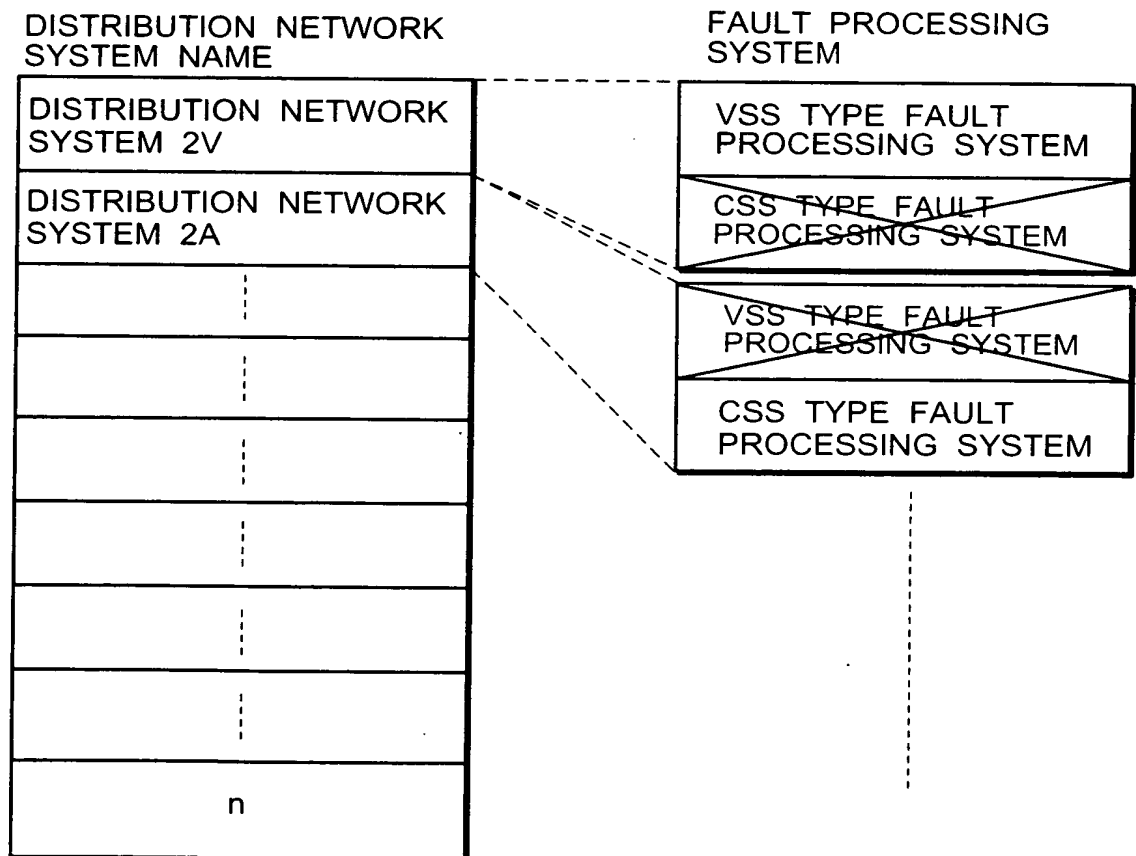 DISTRIBUTION NETWORK
SYSTEM NAME
DISTRIBUTION NETWORK
SYSTEM 2V
DISTRIBUTION NETWORK
SYSTEM 2A
n
FAULT PROCESSING
SYSTEM
VSS TYPE FAULT
PROCESSING SYSTEM
CSS TYPE FAULT
PROCESSING SYSTEM
VSS TYPE FAULT
PROCESSING SYSTEM
CSS TYPE FAULT
PROCESSING SYSTEM